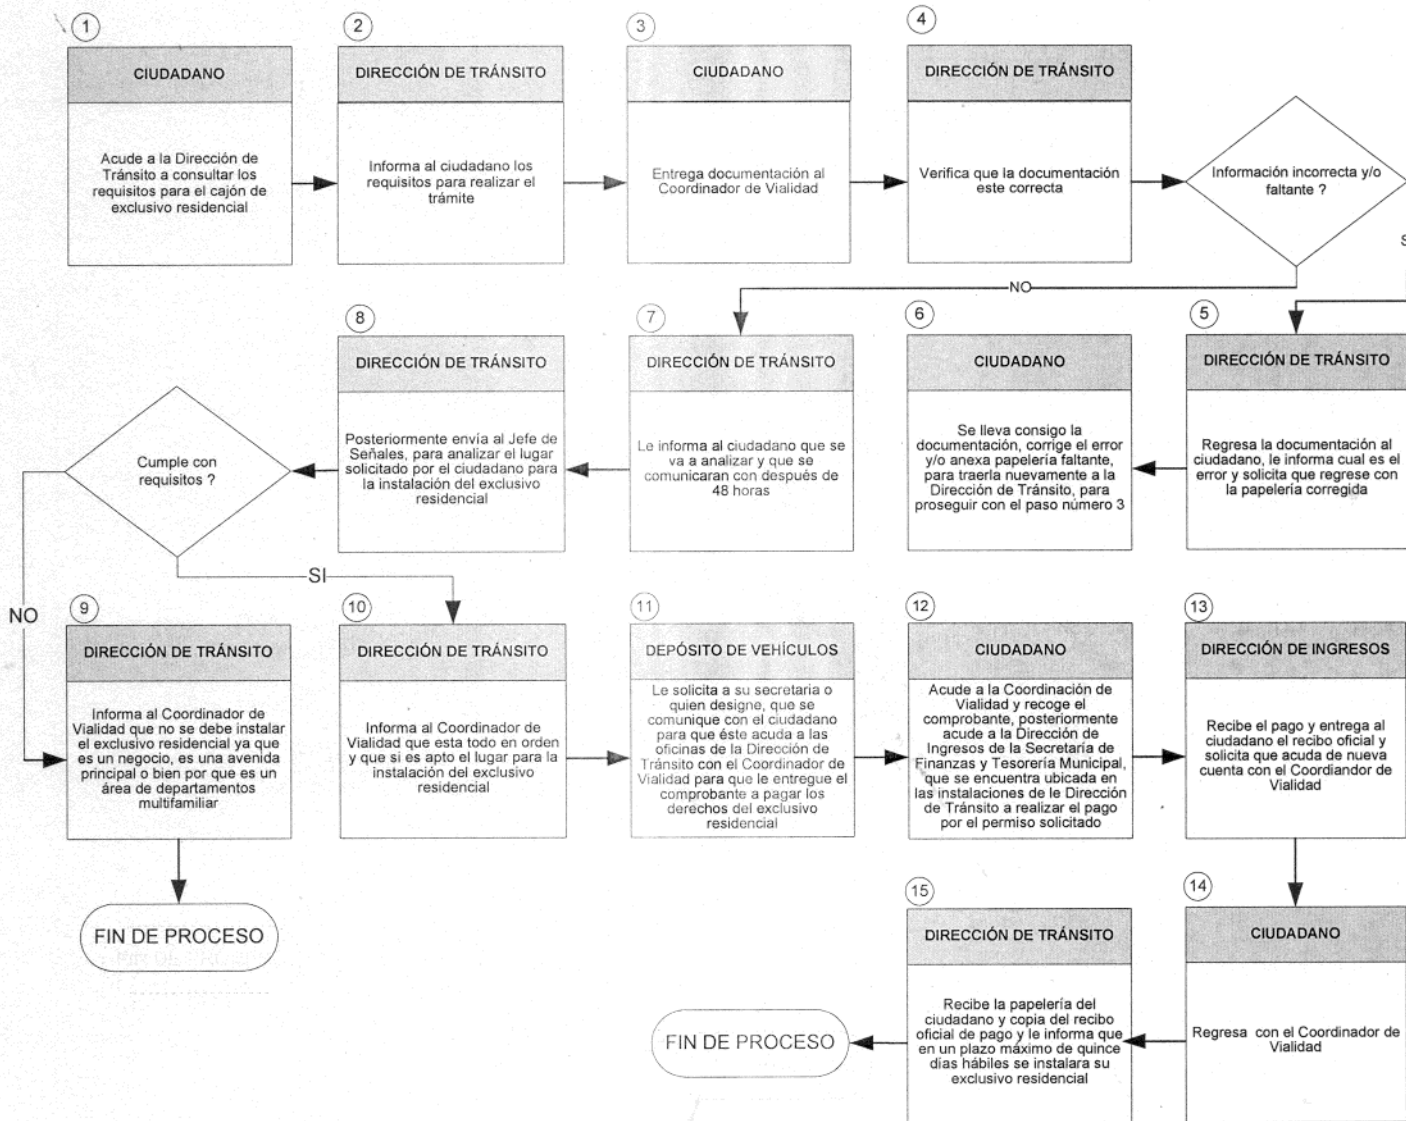 1
CIUDADANO
Acude a la Dirección de
Tránsito a consultar los
requisitos para el cajón de
exclusivo residencial
2
DIRECCIÓN DE TRÁNSITO
Informa al ciudadano los
requisitos para realizar el
trámite
3
CIUDADANO
Entrega documentación al
Coordinador de Vialidad
4
DIRECCIÓN DE TRÁNSITO
Verifica que la documentación
este correcta
Información incorrecta y/o
faltante ?
S
NO
5
DIRECCIÓN DE TRÁNSITO
Regresa la documentación al
ciudadano, le informa cual es el
error y solicita que regrese con
la papelería corregida
6
CIUDADANO
Se lleva consigo la
documentación, corrige el error
y/o anexa papelería faltante,
para traerla nuevamente a la
Dirección de Tránsito, para
proseguir con el paso número 3
7
DIRECCIÓN DE TRÁNSITO
Le informa al ciudadano que se
va a analizar y que se
comunicaran con después de
48 horas
8
DIRECCIÓN DE TRÁNSITO
Posteriormente envía al Jefe de
Señales, para analizar el lugar
solicitado por el ciudadano para
la instalación del exclusivo
residencial
Cumple con
requisitos ?
SI
NO
9
DIRECCIÓN DE TRÁNSITO
Informa al Coordinador de
Vialidad que no se debe instalar
el exclusivo residencial ya que
es un negocio, es una avenida
principal o bien por que es un
área de departamentos
multifamiliar
FIN DE PROCESO
10
DIRECCIÓN DE TRÁNSITO
Informa al Coordinador de
Vialidad que esta todo en orden
y que si es apto el lugar para la
instalación del exclusivo
residencial
11
DEPÓSITO DE VEHÍCULOS
Le solicita a su secretaria o
quien designe, que se
comunique con el ciudadano
para que éste acuda a las
oficinas de la Dirección de
Tránsito con el Coordinador de
Vialidad para que le entregue el
comprobante a pagar los
derechos del exclusivo
residencial
12
CIUDADANO
Acude a la Coordinación de
Vialidad y recoge el
comprobante, posteriormente
acude a la Dirección de
Ingresos de la Secretaría de
Finanzas y Tesorería Municipal,
que se encuentra ubicada en
las instalaciones de le Dirección
de Tránsito a realizar el pago
por el permiso solicitado
13
DIRECCIÓN DE INGRESOS
Recibe el pago y entrega al
ciudadano el recibo oficial y
solicita que acuda de nueva
cuenta con el Coordiandor de
Vialidad
14
CIUDADANO
Regresa con el Coordinador de
Vialidad
15
DIRECCIÓN DE TRÁNSITO
Recibe la papelería del
ciudadano y copia del recibo
oficial de pago y le informa que
en un plazo máximo de quince
días hábiles se instalara su
exclusivo residencial
FIN DE PROCESO